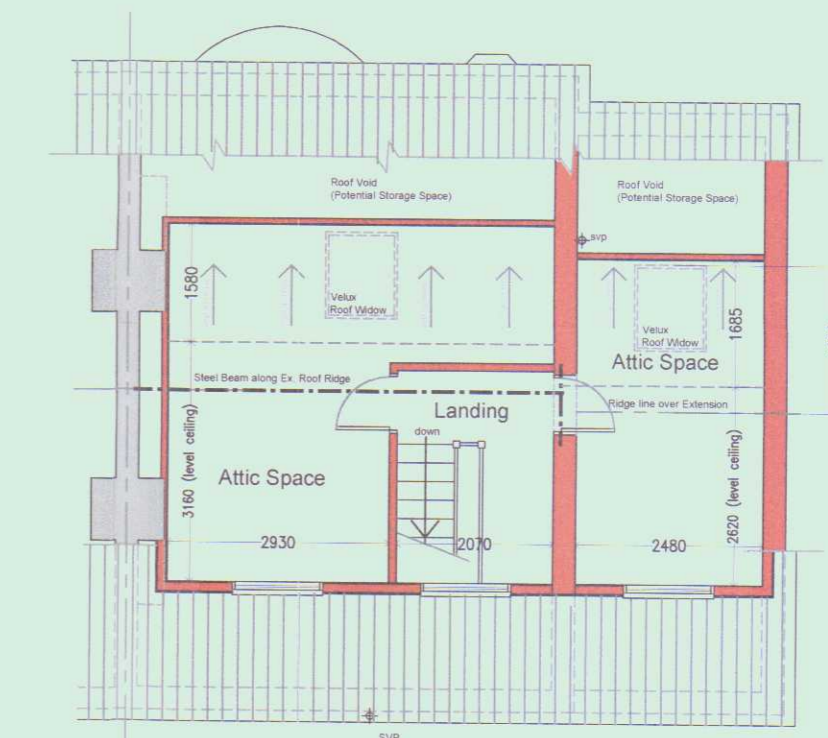 Roof Void
(Potential Storage Space)
Roof Void
(Potential Storage Space)
svp
1580
Velux
Roof Widow
1685
Velux
Roof Widow
Attic Space
Steel Beam along Ex. Roof Ridge
Landing
Ridge line over Extension
down
3160 (level ceiling)
Attic Space
2620 (level ceiling)
2930
2070
2480
SVP